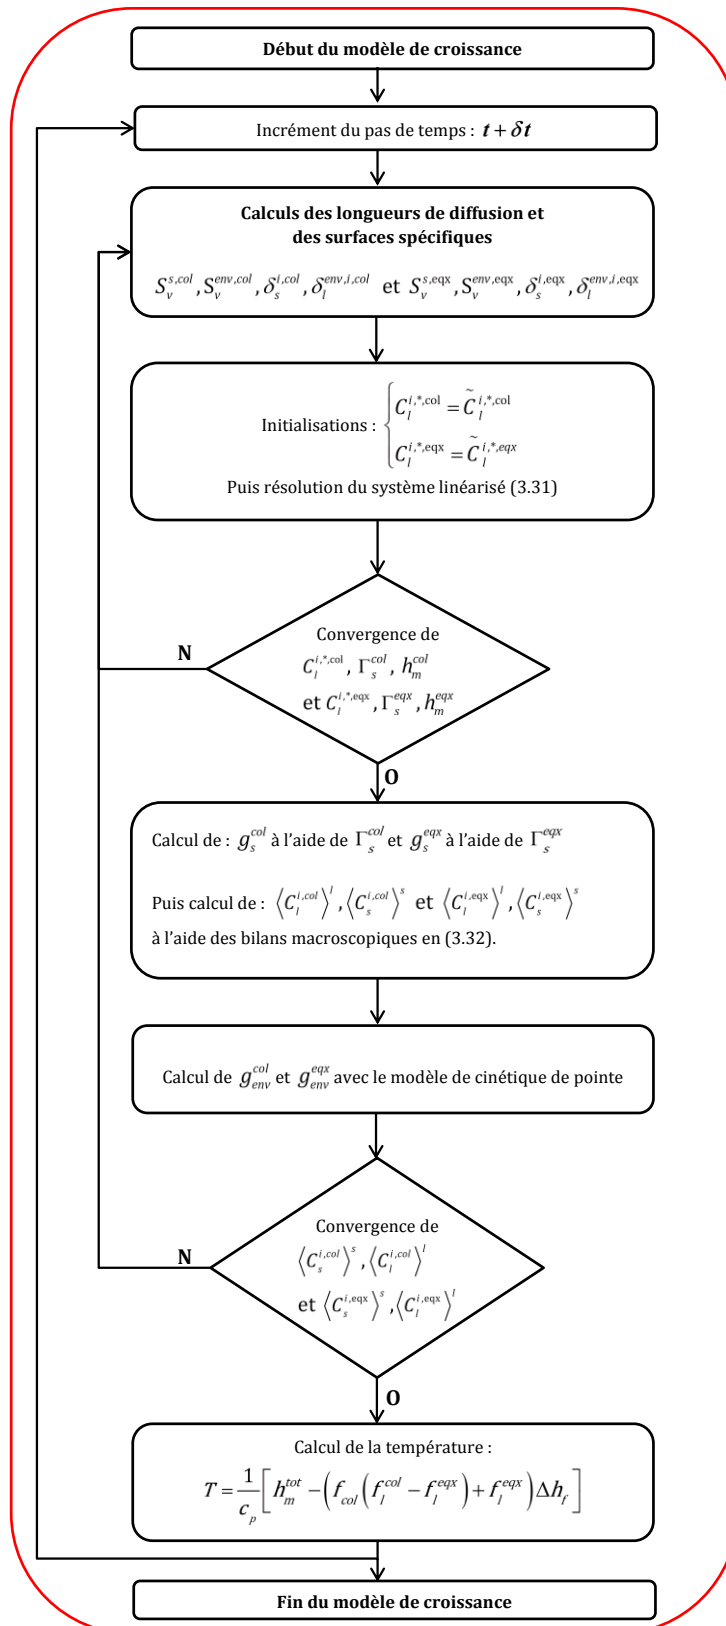 Début du modèle de croissance
Incrément du pas de temps : t + δt
Calculs des longueurs de diffusion et
des surfaces spécifiques
S_v^{s,col}, S_v^{env,col}, δ_s^{i,col}, δ_l^{env,i,col} et S_v^{s,eqx}, S_v^{env,eqx}, δ_s^{i,eqx}, δ_l^{env,i,eqx}
Initialisations : { C_l^{i,*,col} = C̃_l^{i,*,col}
C_l^{i,*,eqx} = C̃_l^{i,*,eqx}
Puis résolution du système linéarisé (3.31)
Convergence de
C_l^{i,*,col}, Γ_s^{col}, h_m^{col}
et C_l^{i,*,eqx}, Γ_s^{eqx}, h_m^{eqx}
N
O
Calcul de : g_s^{col} à l’aide de Γ_s^{col} et g_s^{eqx} à l’aide de Γ_s^{eqx}
Puis calcul de : ⟨C_l^{i,col}⟩^l, ⟨C_s^{i,col}⟩^s et ⟨C_l^{i,eqx}⟩^l, ⟨C_s^{i,eqx}⟩^s
à l’aide des bilans macroscopiques en (3.32).
Calcul de g_{env}^{col} et g_{env}^{eqx} avec le modèle de cinétique de pointe
Convergence de
⟨C_s^{i,col}⟩^s, ⟨C_l^{i,col}⟩^l
et ⟨C_s^{i,eqx}⟩^s, ⟨C_l^{i,eqx}⟩^l
N
O
Calcul de la température :
T = 1/c_p [ h_m^{tot} − ( f_{col} ( f_l^{col} − f_l^{eqx} ) + f_l^{eqx} ) Δh_f ]
Fin du modèle de croissance